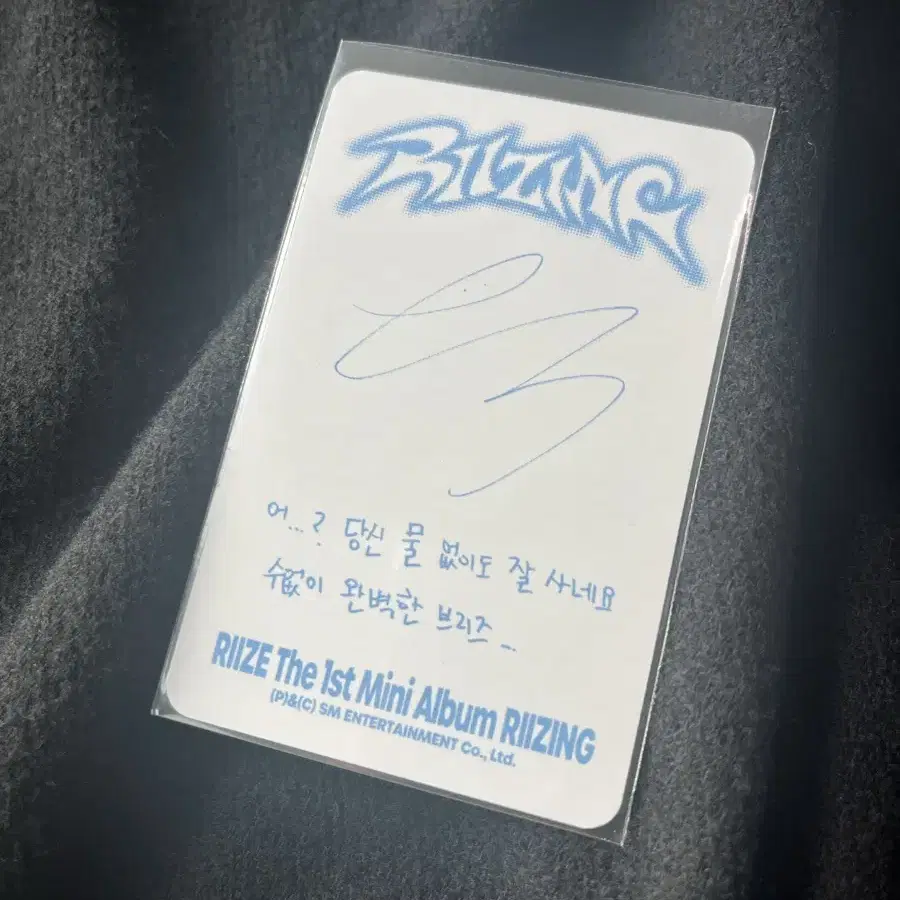 RIIZING
어...? 당신 물 없이도 잘 사네요
수없이 완벽한 브리즈...
RIIZE The 1st Mini Album RIIZING
(P)&(C) SM ENTERTAINMENT Co., Ltd.